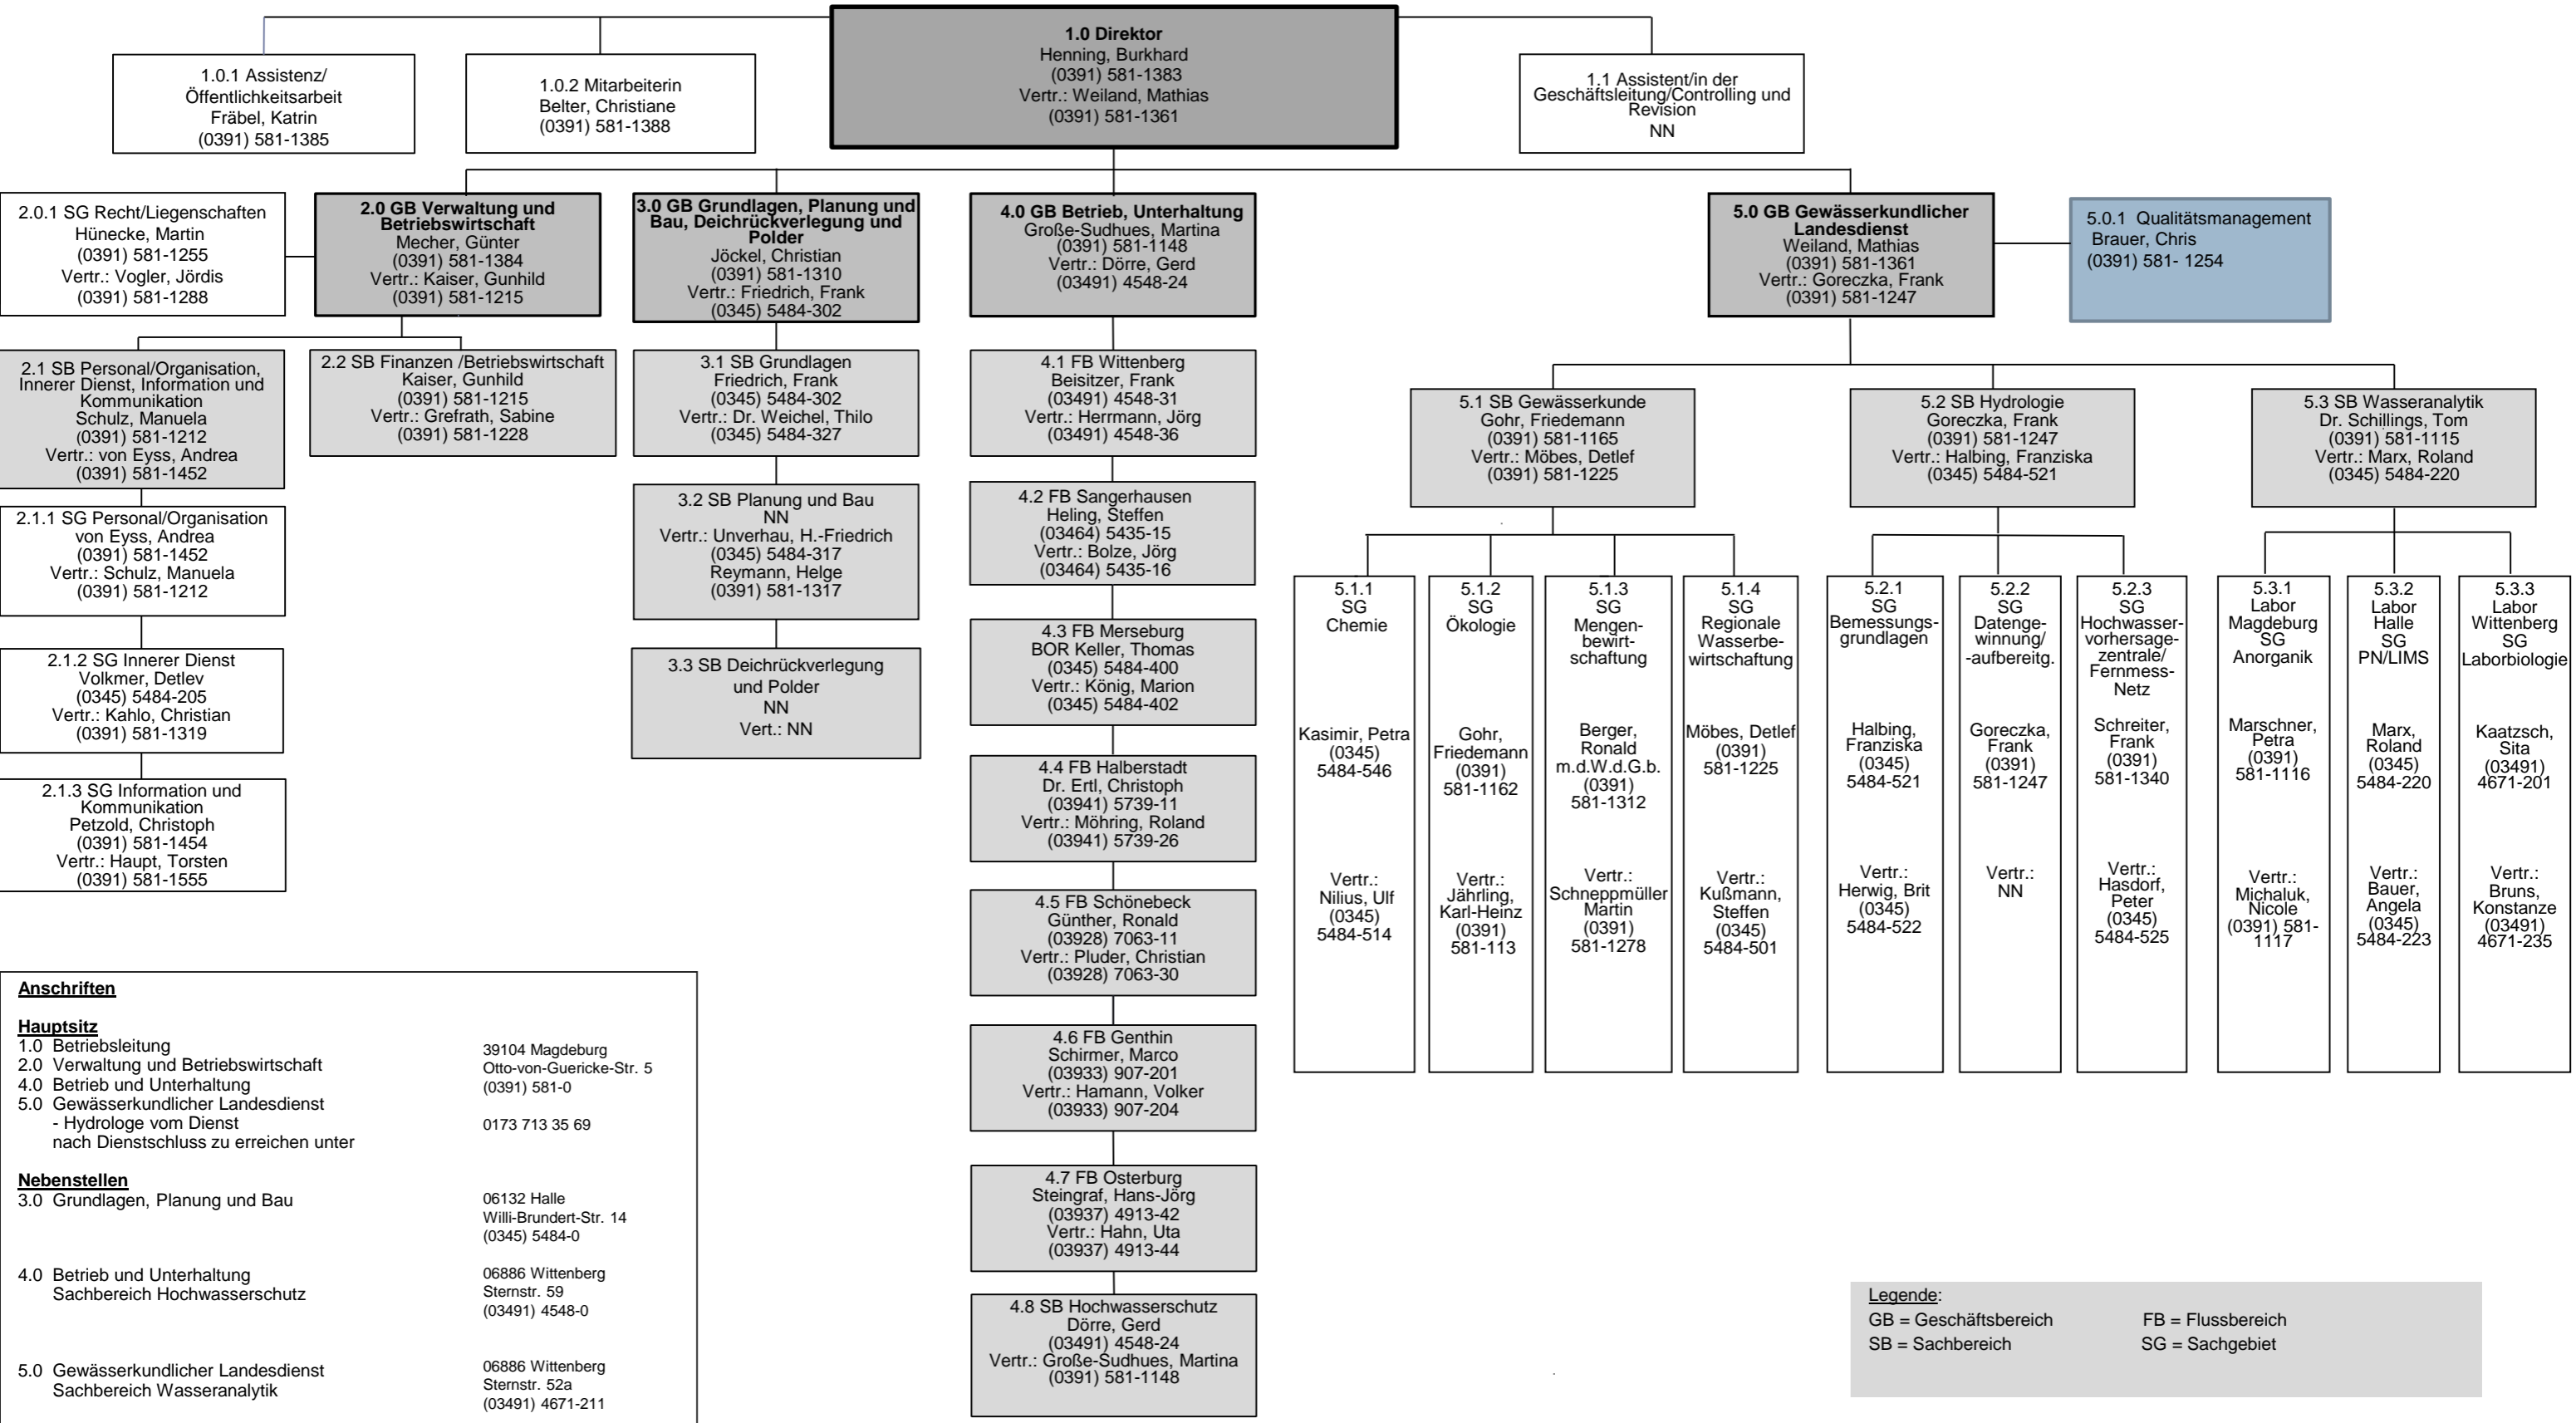 1.0 Direktor
Henning, Burkhard
(0391) 581-1383
Vertr.: Weiland, Mathias
(0391) 581-1361
1.0.1 Assistenz/
Öffentlichkeitsarbeit
Fräbel, Katrin
(0391) 581-1385
1.0.2 Mitarbeiterin
Belter, Christiane
(0391) 581-1388
1.1 Assistent/in der
Geschäftsleitung/Controlling und
Revision
NN
2.0.1 SG Recht/Liegenschaften
Hünecke, Martin
(0391) 581-1255
Vertr.: Vogler, Jördis
(0391) 581-1288
2.0 GB Verwaltung und
Betriebswirtschaft
Mecher, Günter
(0391) 581-1384
Vertr.: Kaiser, Gunhild
(0391) 581-1215
3.0 GB Grundlagen, Planung und
Bau, Deichrückverlegung und
Polder
Jöckel, Christian
(0391) 581-1310
Vertr.: Friedrich, Frank
(0345) 5484-302
4.0 GB Betrieb, Unterhaltung
Große-Sudhues, Martina
(0391) 581-1148
Vertr.: Dörre, Gerd
(03491) 4548-24
5.0 GB Gewässerkundlicher
Landesdienst
Weiland, Mathias
(0391) 581-1361
Vertr.: Goreczka, Frank
(0391) 581-1247
5.0.1 Qualitätsmanagement
Brauer, Chris
(0391) 581- 1254
2.1 SB Personal/Organisation,
Innerer Dienst, Information und
Kommunikation
Schulz, Manuela
(0391) 581-1212
Vertr.: von Eyss, Andrea
(0391) 581-1452
2.2 SB Finanzen /Betriebswirtschaft
Kaiser, Gunhild
(0391) 581-1215
Vertr.: Grefrath, Sabine
(0391) 581-1228
2.1.1 SG Personal/Organisation
von Eyss, Andrea
(0391) 581-1452
Vertr.: Schulz, Manuela
(0391) 581-1212
2.1.2 SG Innerer Dienst
Volkmer, Detlev
(0345) 5484-205
Vertr.: Kahlo, Christian
(0391) 581-1319
2.1.3 SG Information und
Kommunikation
Petzold, Christoph
(0391) 581-1454
Vertr.: Haupt, Torsten
(0391) 581-1555
3.1 SB Grundlagen
Friedrich, Frank
(0345) 5484-302
Vertr.: Dr. Weichel, Thilo
(0345) 5484-327
3.2 SB Planung und Bau
NN
Vertr.: Unverhau, H.-Friedrich
(0345) 5484-317
Reymann, Helge
(0391) 581-1317
3.3 SB Deichrückverlegung
und Polder
NN
Vert.: NN
4.1 FB Wittenberg
Beisitzer, Frank
(03491) 4548-31
Vertr.: Herrmann, Jörg
(03491) 4548-36
4.2 FB Sangerhausen
Heling, Steffen
(03464) 5435-15
Vertr.: Bolze, Jörg
(03464) 5435-16
4.3 FB Merseburg
BOR Keller, Thomas
(0345) 5484-400
Vertr.: König, Marion
(0345) 5484-402
4.4 FB Halberstadt
Dr. Ertl, Christoph
(03941) 5739-11
Vertr.: Möhring, Roland
(03941) 5739-26
4.5 FB Schönebeck
Günther, Ronald
(03928) 7063-11
Vertr.: Pluder, Christian
(03928) 7063-30
4.6 FB Genthin
Schirmer, Marco
(03933) 907-201
Vertr.: Hamann, Volker
(03933) 907-204
4.7 FB Osterburg
Steingraf, Hans-Jörg
(03937) 4913-42
Vertr.: Hahn, Uta
(03937) 4913-44
4.8 SB Hochwasserschutz
Dörre, Gerd
(03491) 4548-24
Vertr.: Große-Sudhues, Martina
(0391) 581-1148
5.1 SB Gewässerkunde
Gohr, Friedemann
(0391) 581-1165
Vertr.: Möbes, Detlef
(0391) 581-1225
5.2 SB Hydrologie
Goreczka, Frank
(0391) 581-1247
Vertr.: Halbing, Franziska
(0345) 5484-521
5.3 SB Wasseranalytik
Dr. Schillings, Tom
(0391) 581-1115
Vertr.: Marx, Roland
(0345) 5484-220
5.1.1
SG
Chemie
Kasimir, Petra
(0345)
5484-546
Vertr.:
Nilius, Ulf
(0345)
5484-514
5.1.2
SG
Ökologie
Gohr,
Friedemann
(0391)
581-1162
Vertr.:
Jährling,
Karl-Heinz
(0391)
581-113
5.1.3
SG
Mengen-
bewirt-
schaftung
Berger,
Ronald
m.d.W.d.G.b.
(0391)
581-1312
Vertr.:
Schneppmüller
Martin
(0391)
581-1278
5.1.4
SG
Regionale
Wasserbe-
wirtschaftung
Möbes, Detlef
(0391)
581-1225
Vertr.:
Kußmann,
Steffen
(0345)
5484-501
5.2.1
SG
Bemessungs-
grundlagen
Halbing,
Franziska
(0345)
5484-521
Vertr.:
Herwig, Brit
(0345)
5484-522
5.2.2
SG
Datenge-
winnung/
-aufbereitg.
Goreczka,
Frank
(0391)
581-1247
Vertr.:
NN
5.2.3
SG
Hochwasser-
vorhersage-
zentrale/
Fernmess-
Netz
Schreiter,
Frank
(0391)
581-1340
Vertr.:
Hasdorf,
Peter
(0345)
5484-525
5.3.1
Labor
Magdeburg
SG
Anorganik
Marschner,
Petra
(0391)
581-1116
Vertr.:
Michaluk,
Nicole
(0391) 581-
1117
5.3.2
Labor
Halle
SG
PN/LIMS
Marx,
Roland
(0345)
5484-220
Vertr.:
Bauer,
Angela
(0345)
5484-223
5.3.3
Labor
Wittenberg
SG
Laborbiologie
Kaatzsch,
Sita
(03491)
4671-201
Vertr.:
Bruns,
Konstanze
(03491)
4671-235
Anschriften
Hauptsitz
1.0 Betriebsleitung
2.0 Verwaltung und Betriebswirtschaft
4.0 Betrieb und Unterhaltung
5.0 Gewässerkundlicher Landesdienst
- Hydrologe vom Dienst
nach Dienstschluss zu erreichen unter
39104 Magdeburg
Otto-von-Guericke-Str. 5
(0391) 581-0
0173 713 35 69
Nebenstellen
3.0 Grundlagen, Planung und Bau
06132 Halle
Willi-Brundert-Str. 14
(0345) 5484-0
4.0 Betrieb und Unterhaltung
Sachbereich Hochwasserschutz
06886 Wittenberg
Sternstr. 59
(03491) 4548-0
5.0 Gewässerkundlicher Landesdienst
Sachbereich Wasseranalytik
06886 Wittenberg
Sternstr. 52a
(03491) 4671-211
Legende:
GB = Geschäftsbereich FB = Flussbereich
SB = Sachbereich SG = Sachgebiet